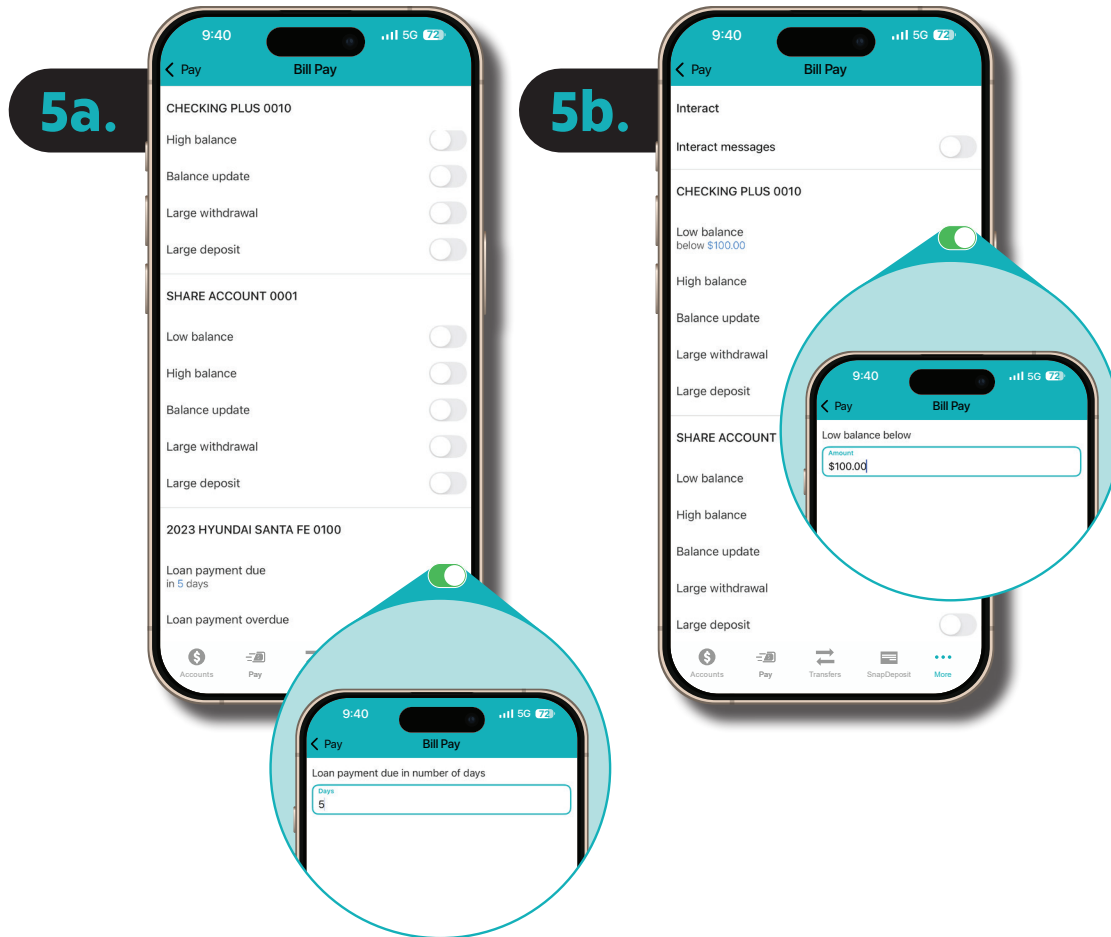 5a.
9:40
5G 72
Pay
Bill Pay
CHECKING PLUS 0010
High balance
Balance update
Large withdrawal
Large deposit
SHARE ACCOUNT 0001
Low balance
High balance
Balance update
Large withdrawal
Large deposit
2023 HYUNDAI SANTA FE 0100
Loan payment due
in 5 days
Loan payment overdue
Accounts
Pay
9:40
5G 72
Pay
Bill Pay
Loan payment due in number of days
Days
5
5b.
9:40
5G 72
Pay
Bill Pay
Interact
Interact messages
CHECKING PLUS 0010
Low balance
below $100.00
High balance
Balance update
Large withdrawal
Large deposit
SHARE ACCOUNT
Low balance
High balance
Balance update
Large withdrawal
Large deposit
Accounts
Pay
Transfers
SnapDeposit
More
9:40
5G 72
Pay
Bill Pay
Low balance below
Amount
$100.00